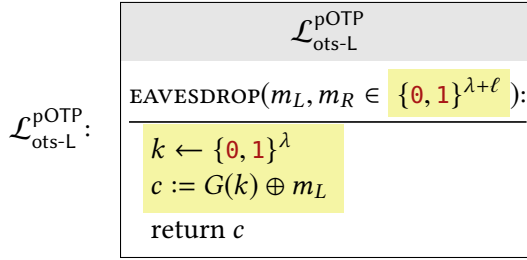 𝓛^pOTP_ots-L:
𝓛^pOTP_ots-L
EAVESDROP(m_L, m_R ∈ {0, 1}^{λ+ℓ}):
k ← {0, 1}^λ
c := G(k) ⊕ m_L
return c